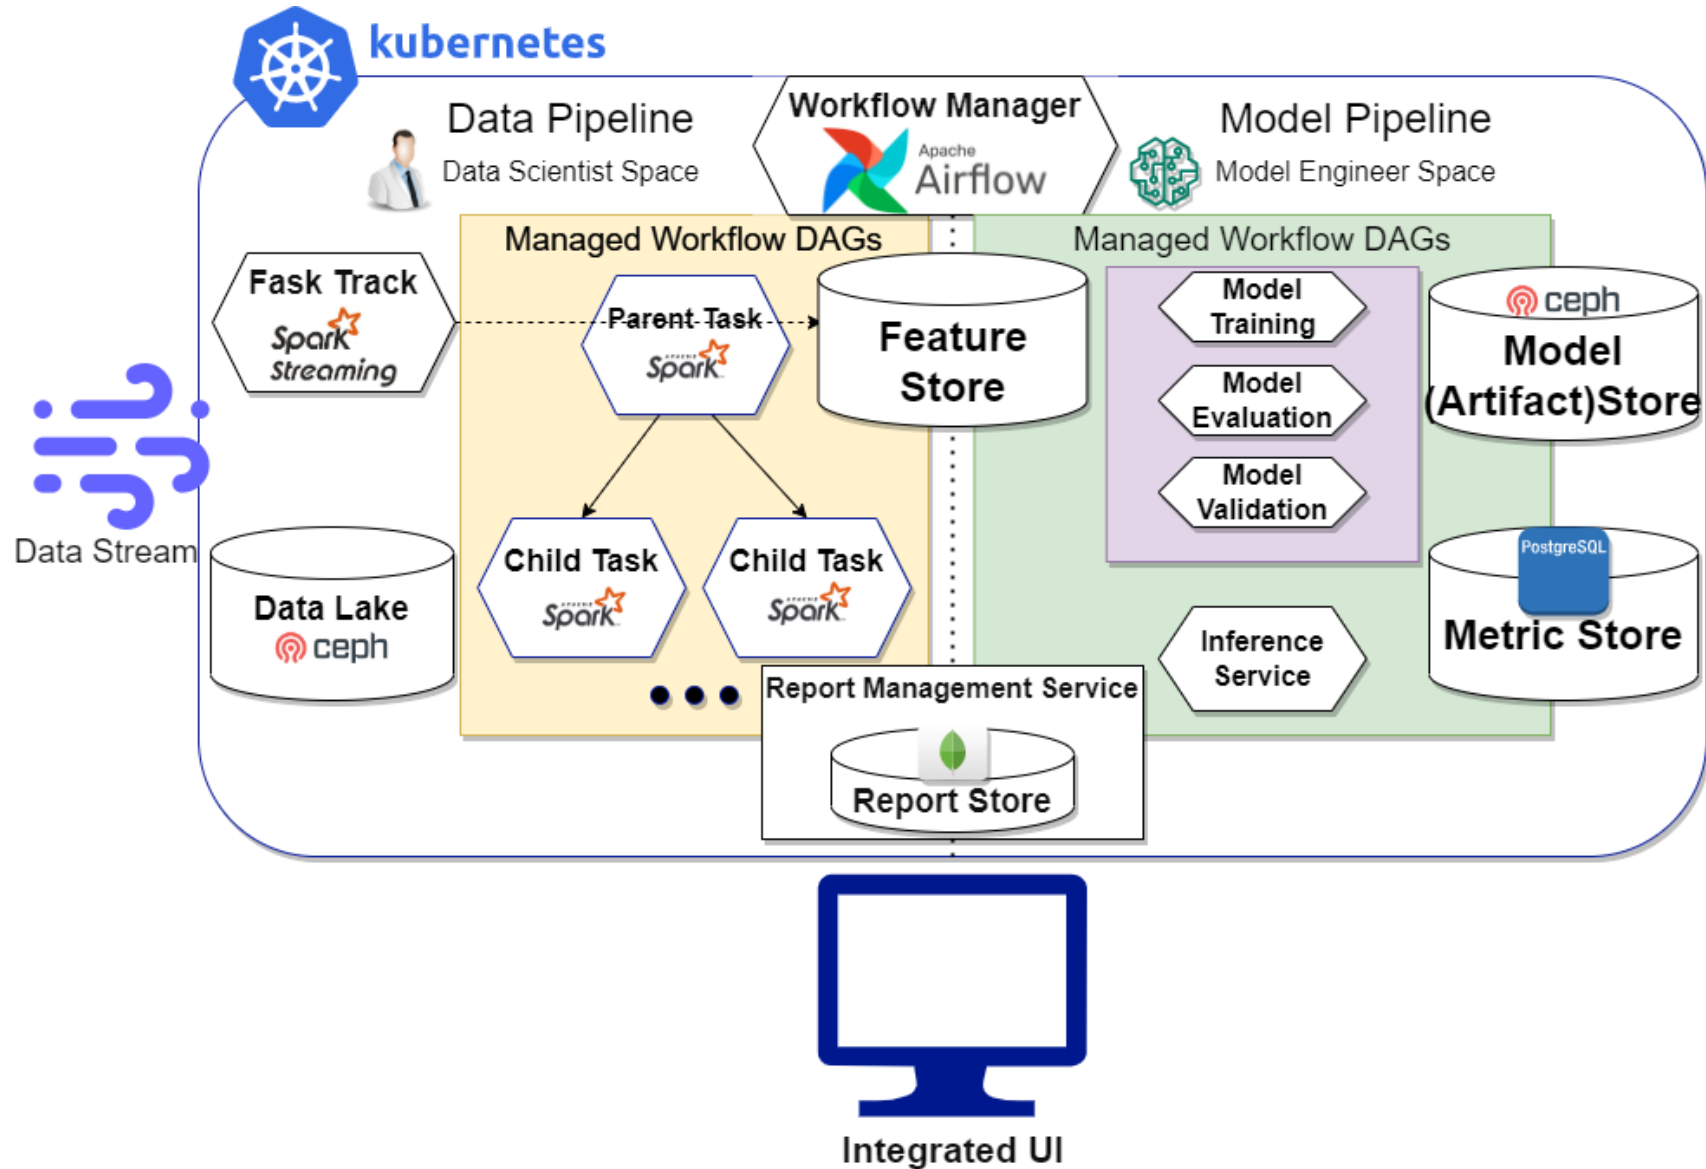 kubernetes
Data Pipeline
Data Scientist Space
Workflow Manager
Apache
Airflow
Model Pipeline
Model Engineer Space
Managed Workflow DAGs
Managed Workflow DAGs
Fask Track
Spark
Streaming
Parent Task
APACHE
Spark
Feature
Store
Model
Training
Model
Evaluation
Model
Validation
ceph
Model
(Artifact)Store
Data Stream
Data Lake
ceph
Child Task
APACHE
Spark
Child Task
APACHE
Spark
Inference
Service
PostgreSQL
Metric Store
Report Management Service
Report Store
Integrated UI